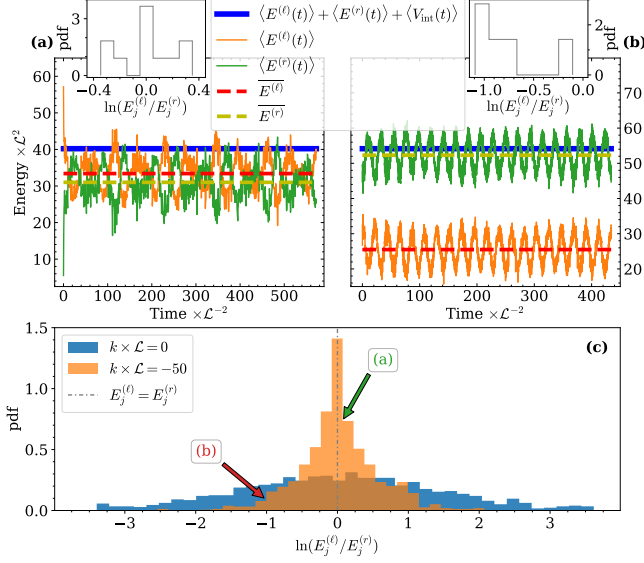 (a)
pdf
3
0
−0.4
0.0
0.4
ln(E_j^(ℓ)/E_j^(r))
⟨E^(ℓ)(t)⟩ + ⟨E^(r)(t)⟩ + ⟨V_int(t)⟩
⟨E^(ℓ)(t)⟩
⟨E^(r)(t)⟩
E^(ℓ)
E^(r)
pdf
2
0
−1.0
−0.5
0.0
ln(E_j^(ℓ)/E_j^(r))
(b)
Energy ×ℒ²
60
50
40
30
20
10
0
100
200
300
400
500
Time ×ℒ⁻²
70
60
50
40
30
20
0
100
200
300
400
Time ×ℒ⁻²
pdf
1.5
1.0
0.5
0.0
k × ℒ = 0
k × ℒ = −50
E_j^(ℓ) = E_j^(r)
(a)
(b)
(c)
−3
−2
−1
0
1
2
3
ln(E_j^(ℓ)/E_j^(r))